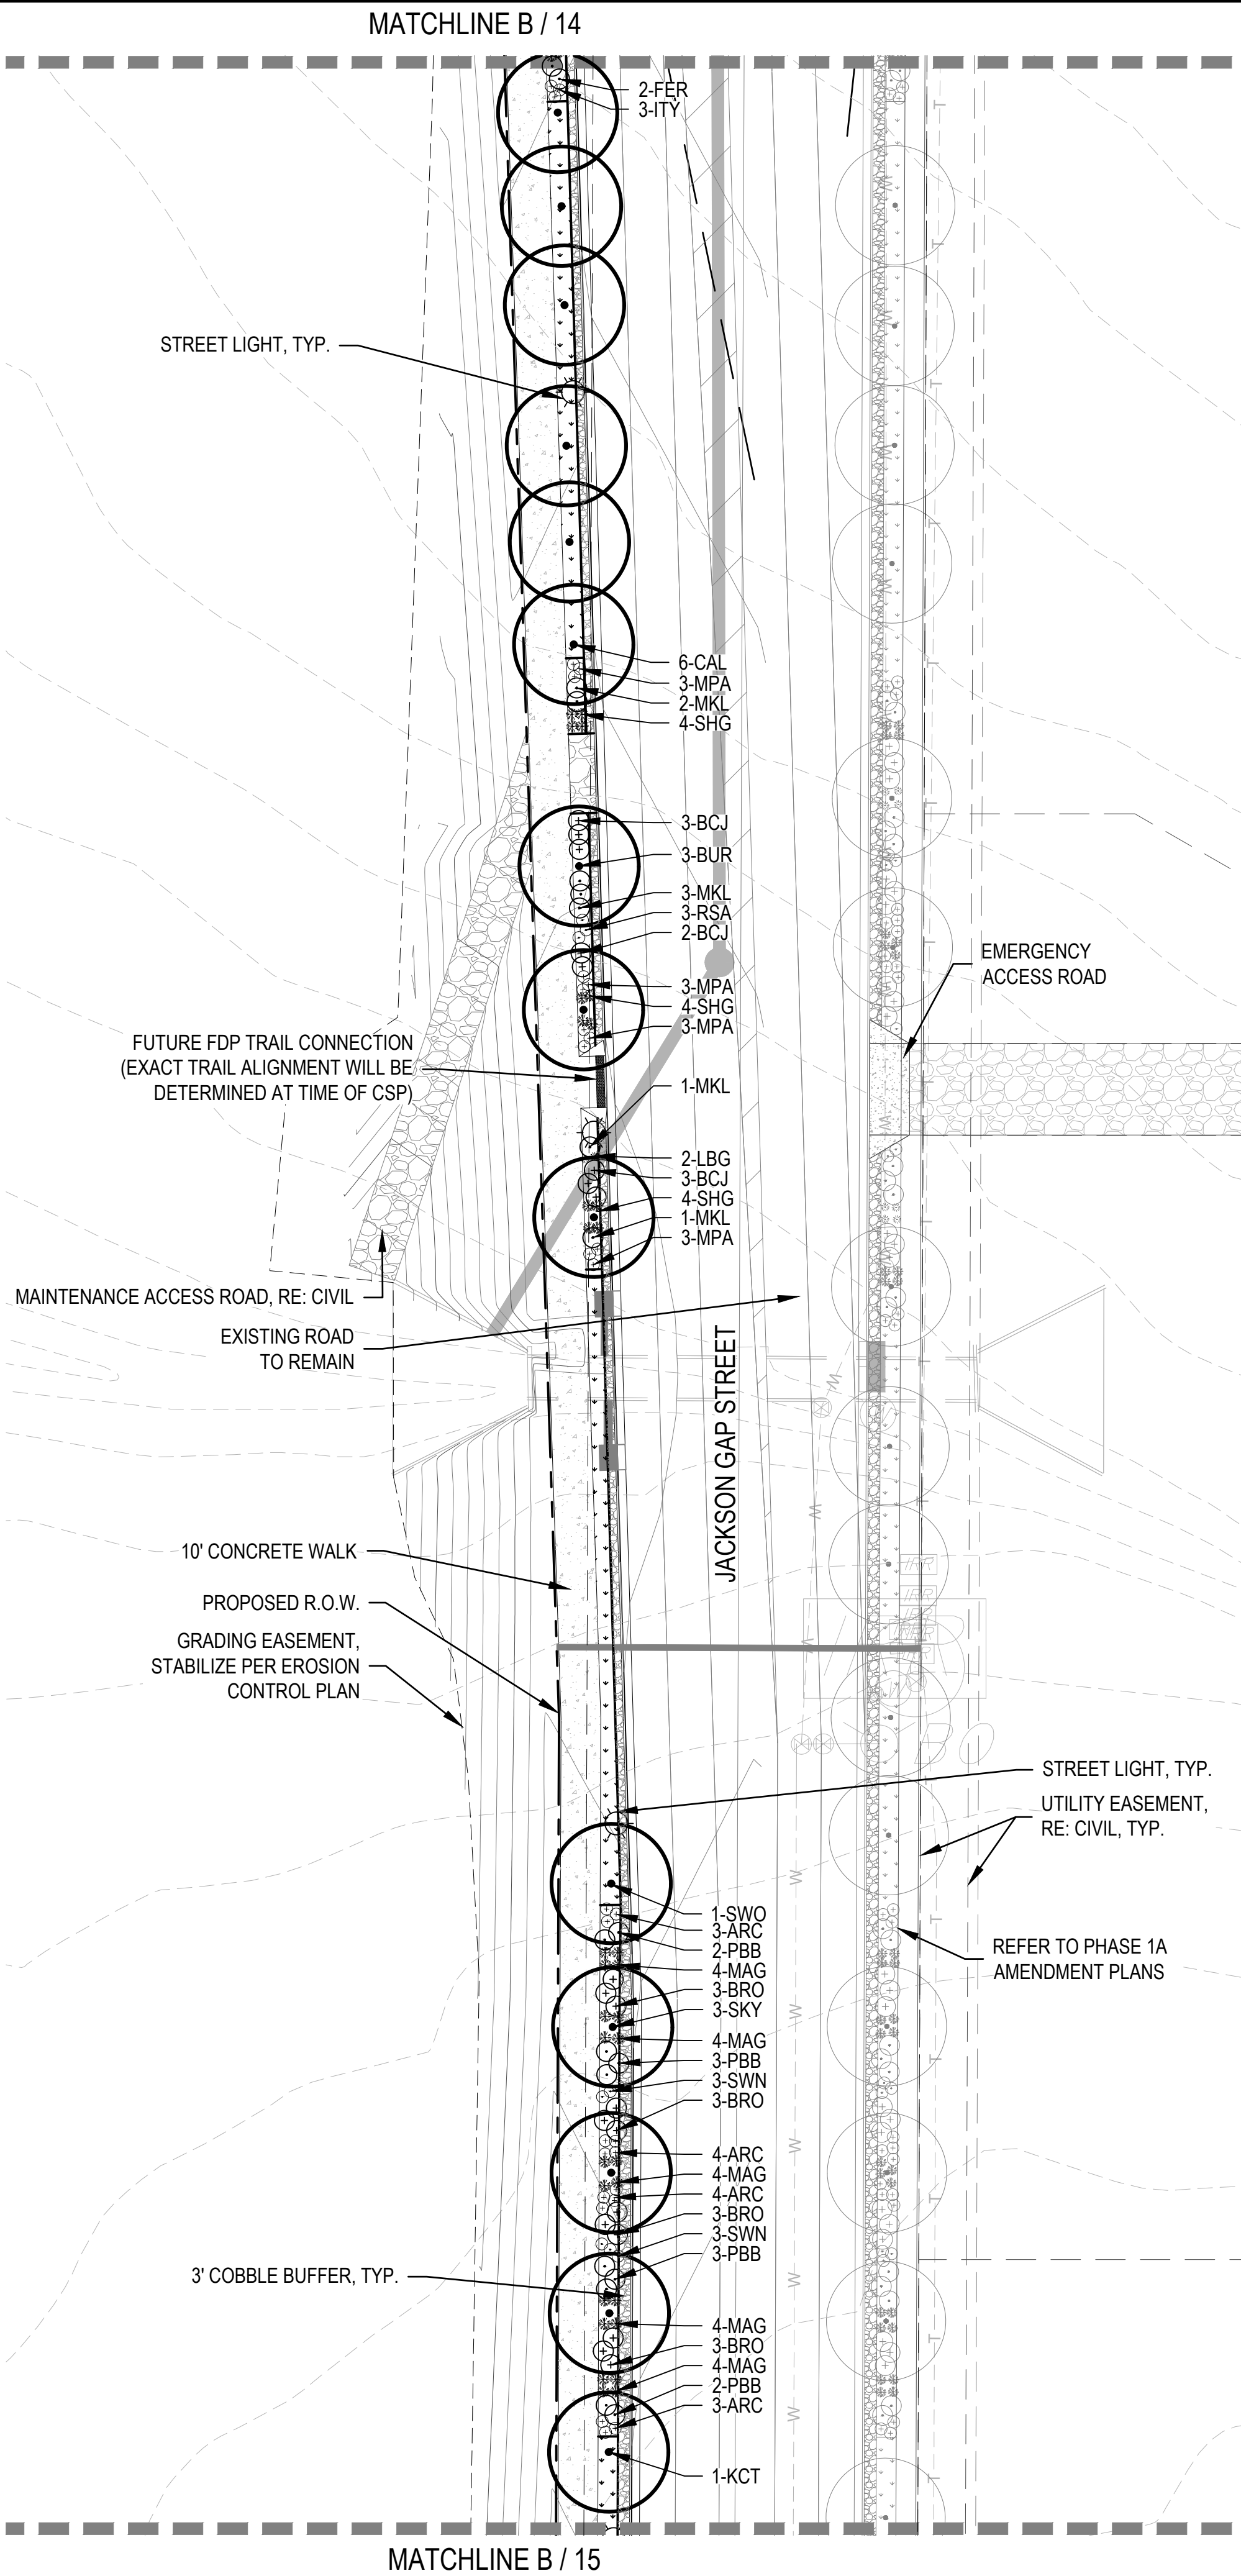 MATCHLINE B / 14
2-FER
3-ITY
STREET LIGHT, TYP.
6-CAL
3-MPA
2-MKL
4-SHG
3-BCJ
3-BUR
3-MKL
3-RSA
2-BCJ
EMERGENCY
ACCESS ROAD
3-MPA
4-SHG
3-MPA
FUTURE FDP TRAIL CONNECTION
(EXACT TRAIL ALIGNMENT WILL BE
DETERMINED AT TIME OF CSP)
1-MKL
2-LBG
3-BCJ
4-SHG
1-MKL
3-MPA
MAINTENANCE ACCESS ROAD, RE: CIVIL
EXISTING ROAD
TO REMAIN
JACKSON GAP STREET
10' CONCRETE WALK
PROPOSED R.O.W.
GRADING EASEMENT,
STABILIZE PER EROSION
CONTROL PLAN
STREET LIGHT, TYP.
UTILITY EASEMENT,
RE: CIVIL, TYP.
1-SWO
3-ARC
2-PBB
4-MAG
3-BRO
3-SKY
REFER TO PHASE 1A
AMENDMENT PLANS
4-MAG
3-PBB
3-SWN
3-BRO
4-ARC
4-MAG
4-ARC
3-BRO
3-SWN
3-PBB
3' COBBLE BUFFER, TYP.
4-MAG
3-BRO
4-MAG
2-PBB
3-ARC
1-KCT
MATCHLINE B / 15